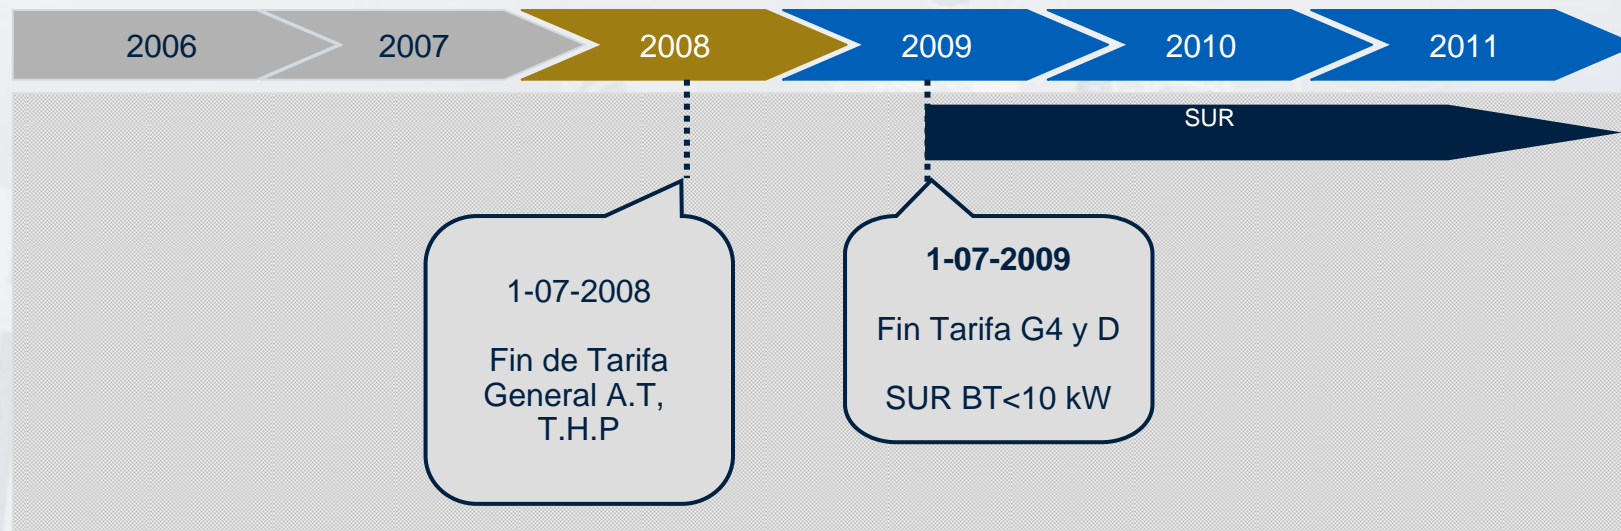 2006
2007
2008
2009
2010
2011
SUR
1-07-2008
Fin de Tarifa
General A.T,
T.H.P
1-07-2009
Fin Tarifa G4 y D
SUR BT<10 kW